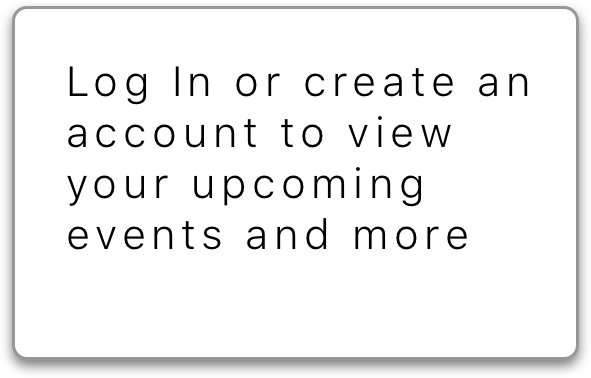 Log In or create an
account to view
your upcoming
events and more